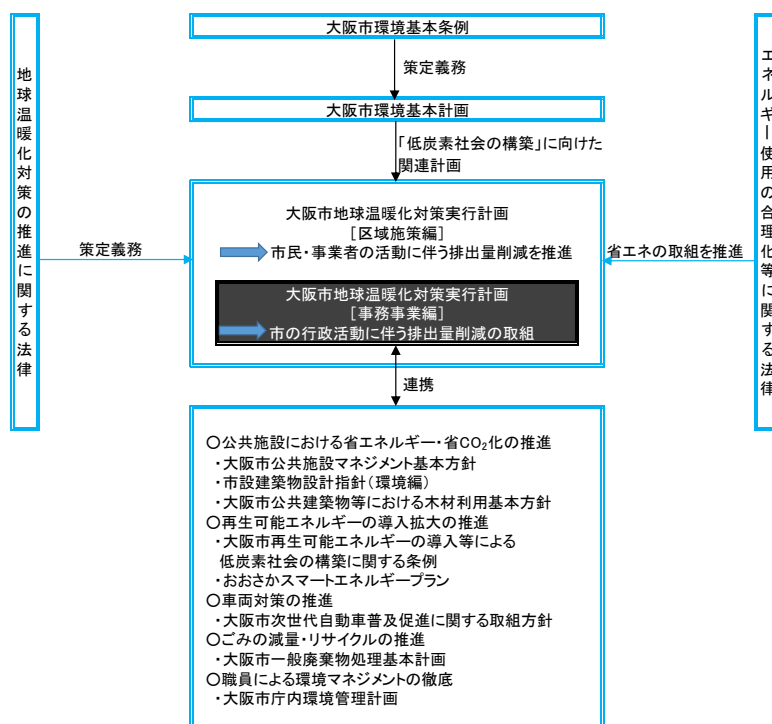 大阪市環境基本条例
策定義務
大阪市環境基本計画
「低炭素社会の構築」に向けた
関連計画
地球温暖化対策の推進に関する法律
策定義務
大阪市地球温暖化対策実行計画
[区域施策編]
市民・事業者の活動に伴う排出量削減を推進
大阪市地球温暖化対策実行計画
[事務事業編]
市の行政活動に伴う排出量削減の取組
省エネの取組を推進
エネルギー使用の合理化等に関する法律
連携
○公共施設における省エネルギー・省CO₂化の推進
・大阪市公共施設マネジメント基本方針
・市設建築物設計指針(環境編)
・大阪市公共建築物等における木材利用基本方針
○再生可能エネルギーの導入拡大の推進
・大阪市再生可能エネルギーの導入等による
低炭素社会の構築に関する条例
・おおさかスマートエネルギープラン
○車両対策の推進
・大阪市次世代自動車普及促進に関する取組方針
○ごみの減量・リサイクルの推進
・大阪市一般廃棄物処理基本計画
○職員による環境マネジメントの徹底
・大阪市庁内環境管理計画